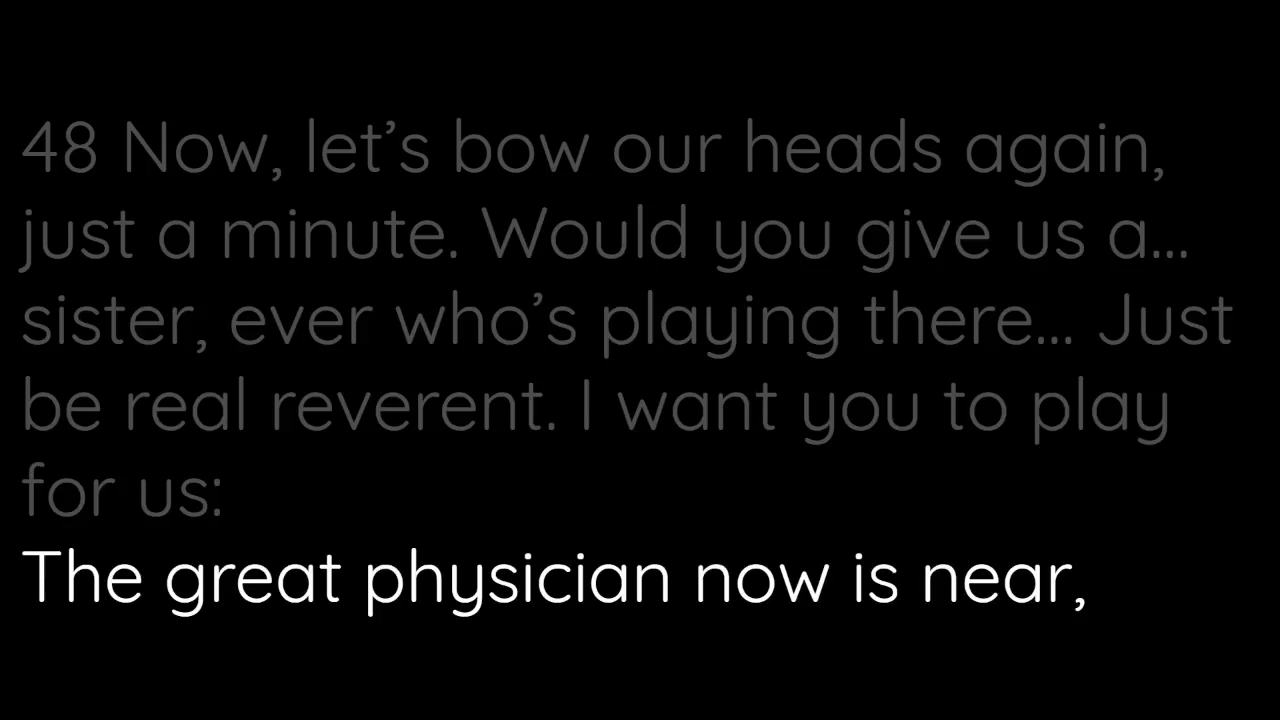 48 Now, let’s bow our heads again,
just a minute. Would you give us a...
sister, ever who’s playing there... Just
be real reverent. I want you to play
for us:
The great physician now is near,